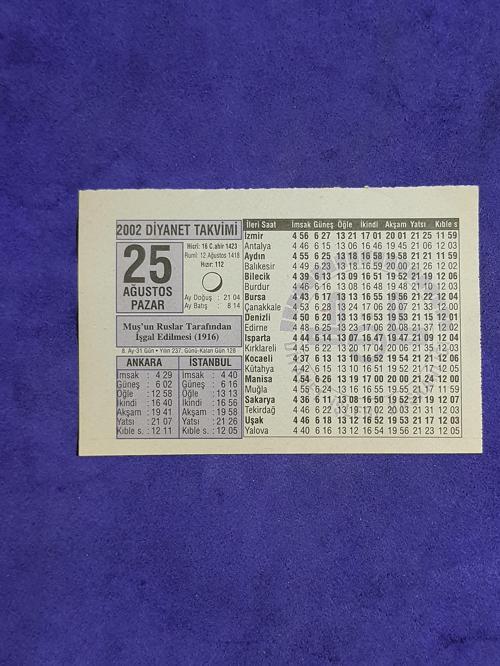 2002 DİYANET TAKVİMİ
25
AĞUSTOS
PAZAR
Hicri: 16 C.ahir 1423
Rumi: 12 Ağustos 1418
Hızır: 112
Ay Doğuş : 21 04
Ay Batış : 8 14
Muş'un Ruslar Tarafından
İşgal Edilmesi (1916)
8. Ay-31 Gün • Yılın 237. Günü-Kalan Gün 128
ANKARA
İmsak : 4 29
Güneş : 6 02
Öğle : 12 58
İkindi : 16 40
Akşam : 19 41
Yatsı : 21 07
Kıble s. : 12 11
İSTANBUL
İmsak : 4 40
Güneş : 6 16
Öğle : 13 13
İkindi : 16 56
Akşam : 19 58
Yatsı : 21 26
Kıble s. : 12 05
İleri Saat İmsak Güneş Öğle İkindi Akşam Yatsı Kıble s
İzmir 4 56 6 27 13 21 17 01 20 01 21 25 11 59
Antalya 4 46 6 15 13 06 16 46 19 45 21 06 12 03
Aydın 4 55 6 25 13 18 16 58 19 58 21 21 11 59
Balıkesir 4 49 6 23 13 18 16 59 20 00 21 26 12 02
Bilecik 4 39 6 13 13 09 16 51 19 52 21 19 12 06
Burdur 4 46 6 16 13 08 16 48 19 47 21 09 12 03
Bursa 4 43 6 17 13 13 16 55 19 56 21 22 12 04
Çanakkale 4 53 6 28 13 24 17 05 20 07 21 33 12 00
Denizli 4 50 6 20 13 13 16 53 19 53 21 15 12 01
Edirne 4 48 6 25 13 23 17 05 20 08 21 37 12 02
Isparta 4 44 6 14 13 07 16 47 19 47 21 09 12 04
Kırklareli 4 45 6 22 13 20 17 03 20 06 21 35 12 03
Kocaeli 4 37 6 13 13 10 16 52 19 54 21 21 12 06
Kütahya 4 42 6 15 13 10 16 51 19 52 21 17 12 05
Manisa 4 54 6 26 13 19 17 00 20 00 21 24 12 00
Muğla 4 55 6 24 13 16 16 55 19 55 21 17 11 59
Sakarya 4 36 6 11 13 08 16 50 19 52 21 19 12 07
Tekirdağ 4 46 6 22 13 19 17 02 20 04 21 32 12 03
Uşak 4 46 6 18 13 12 16 52 19 53 21 17 12 03
Yalova 4 40 6 16 13 12 16 54 19 56 21 23 12 05